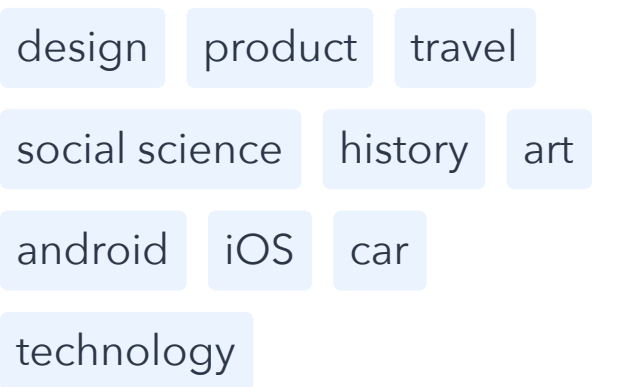 design product travel
social science history art
android iOS car
technology